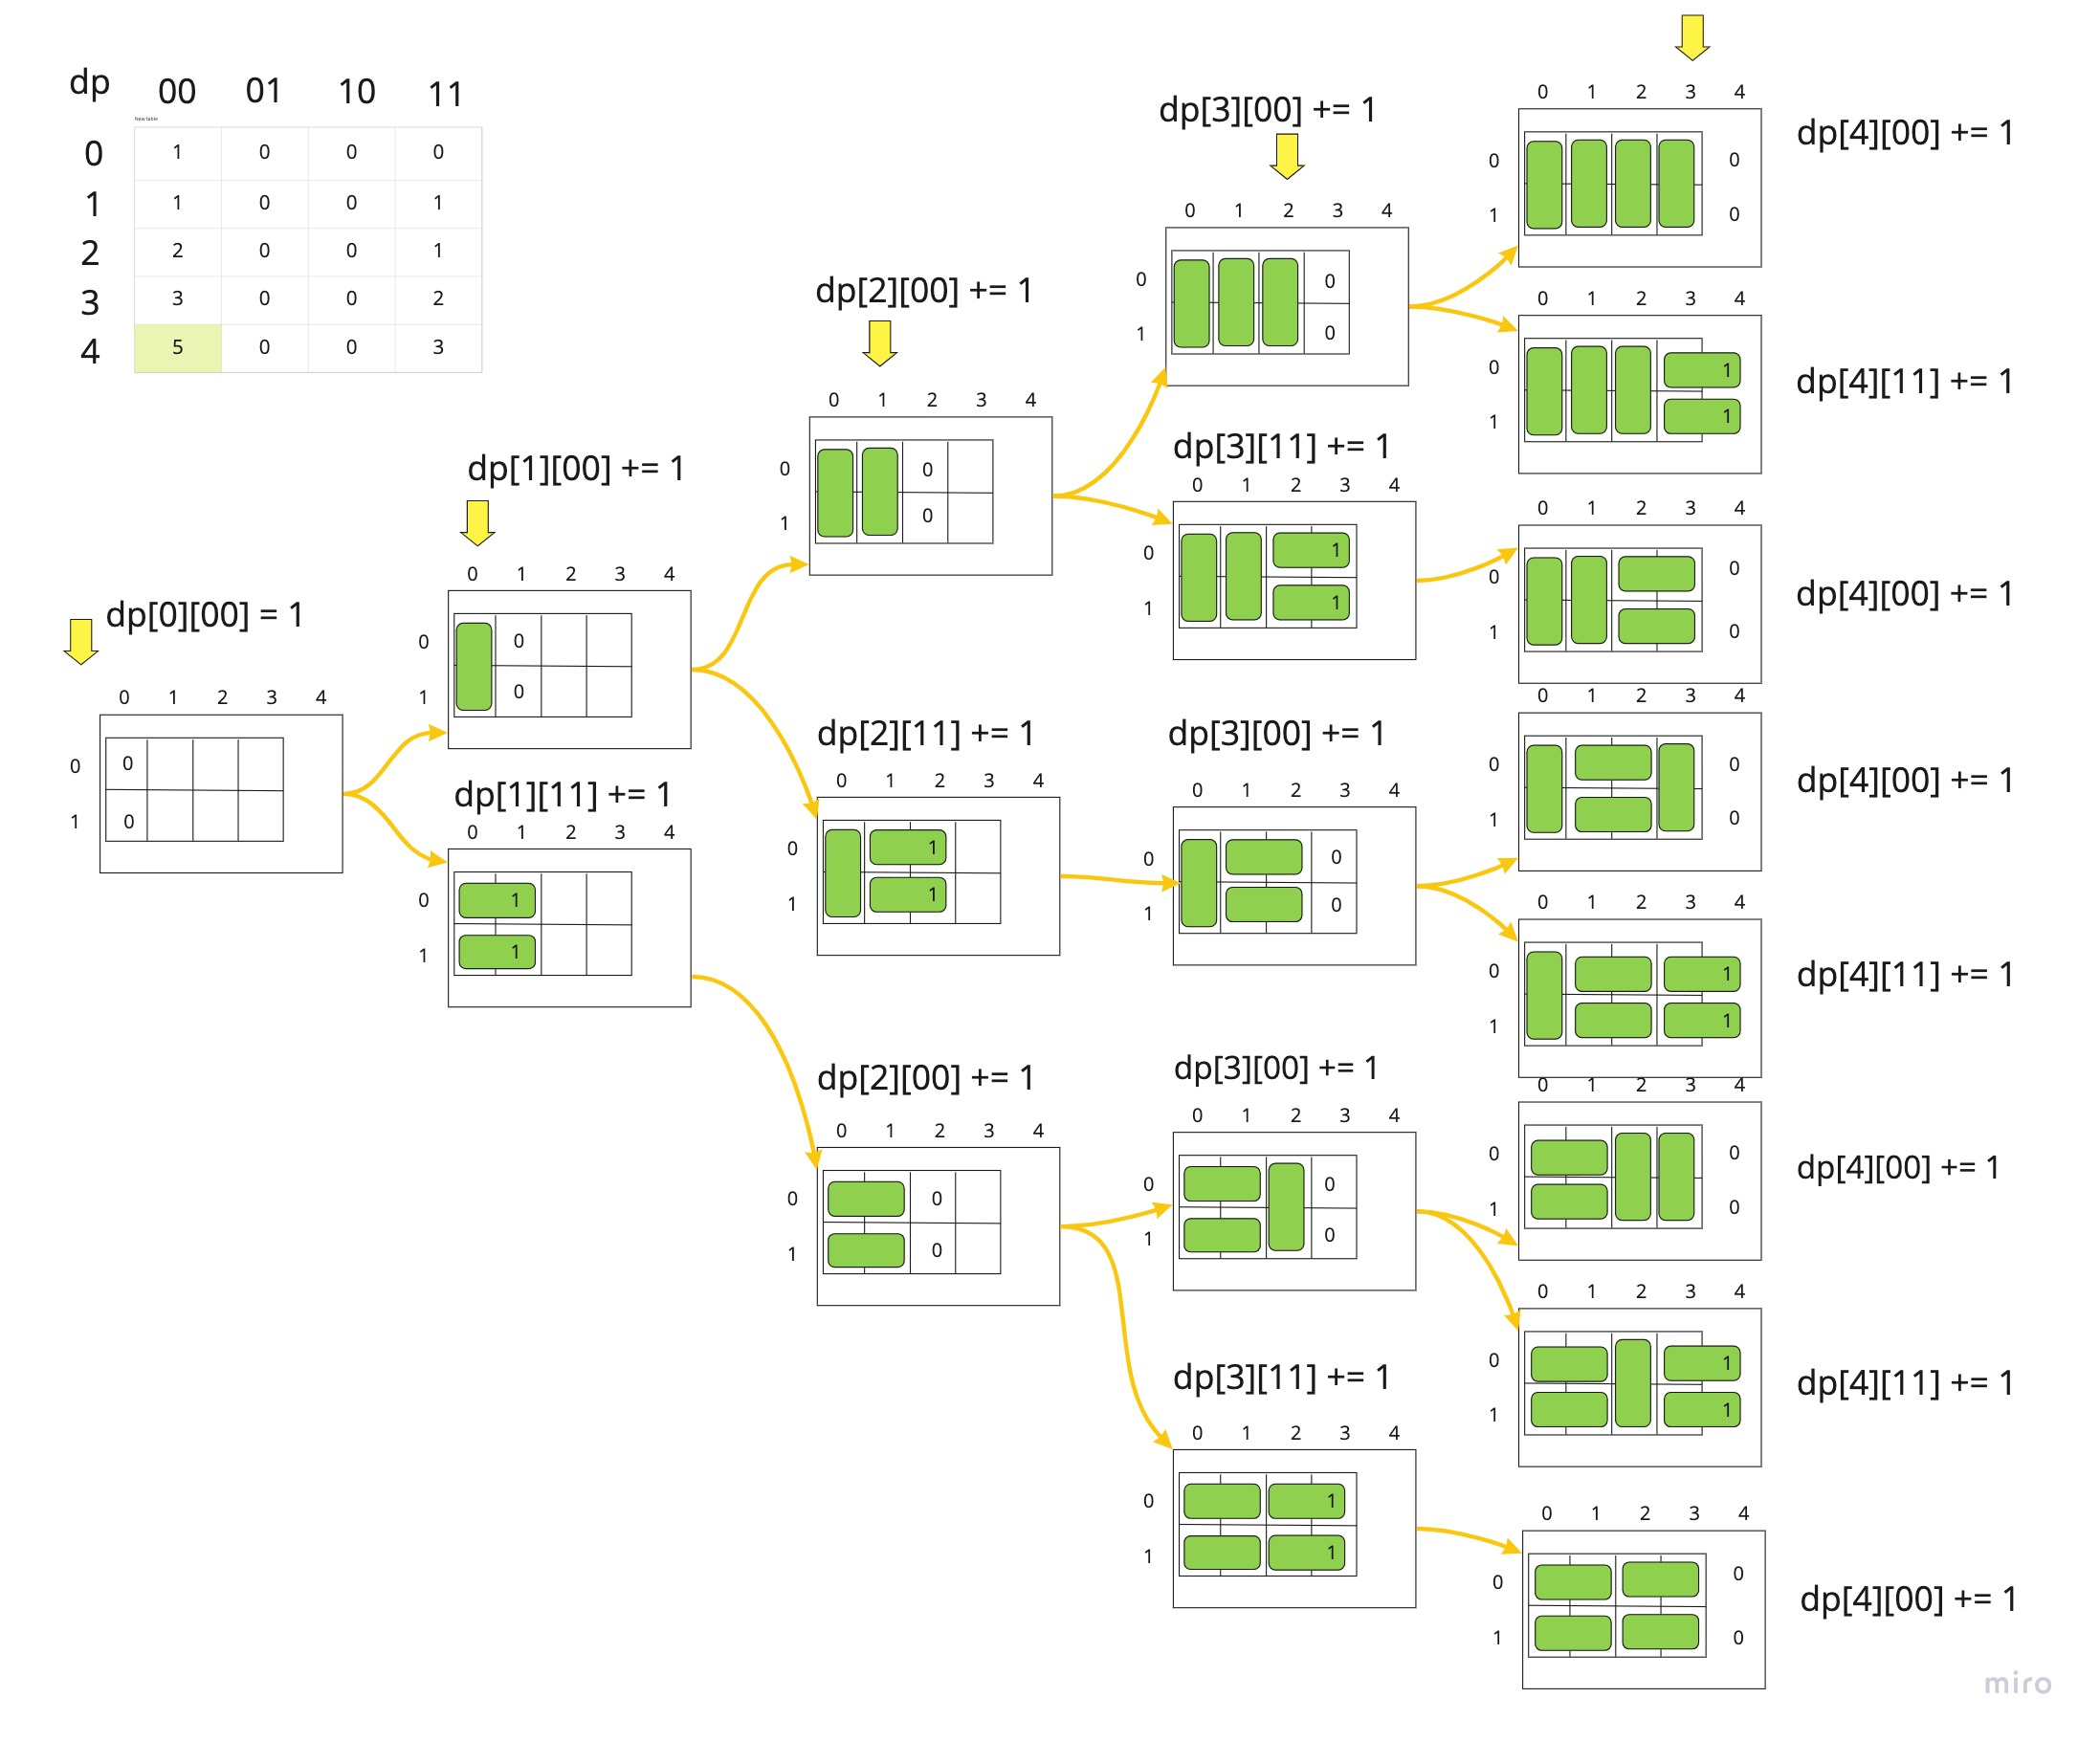 dp 00 01 10 11
New table
0 1 0 0 0
1 1 0 0 1
2 2 0 0 1
3 3 0 0 2
4 5 0 0 3
dp[0][00] = 1
0 1 2 3 4
0 0
1 0
dp[1][00] += 1
0 1 2 3 4
0 0
1 0
dp[1][11] += 1
0 1 2 3 4
0 1
1 1
dp[2][00] += 1
0 1 2 3 4
0 0
1 0
dp[2][11] += 1
0 1 2 3 4
0 1
1 1
dp[2][00] += 1
0 1 2 3 4
0 0
1 0
dp[3][00] += 1
0 1 2 3 4
0 0
1 0
dp[3][11] += 1
0 1 2 3 4
0 1
1 1
dp[3][00] += 1
0 1 2 3 4
0 0
1 0
dp[3][00] += 1
0 1 2 3 4
0 0
1 0
dp[3][11] += 1
0 1 2 3 4
0 1
1 1
0 1 2 3 4
dp[4][00] += 1
0 0
1 0
0 1 2 3 4
dp[4][11] += 1
0 1
1 1
0 1 2 3 4
dp[4][00] += 1
0 0
1 0
0 1 2 3 4
dp[4][00] += 1
0 0
1 0
0 1 2 3 4
dp[4][11] += 1
0 1
1 1
0 1 2 3 4
dp[4][00] += 1
0 0
1 0
0 1 2 3 4
dp[4][11] += 1
0 1
1 1
0 1 2 3 4
dp[4][00] += 1
0 0
1 0
miro